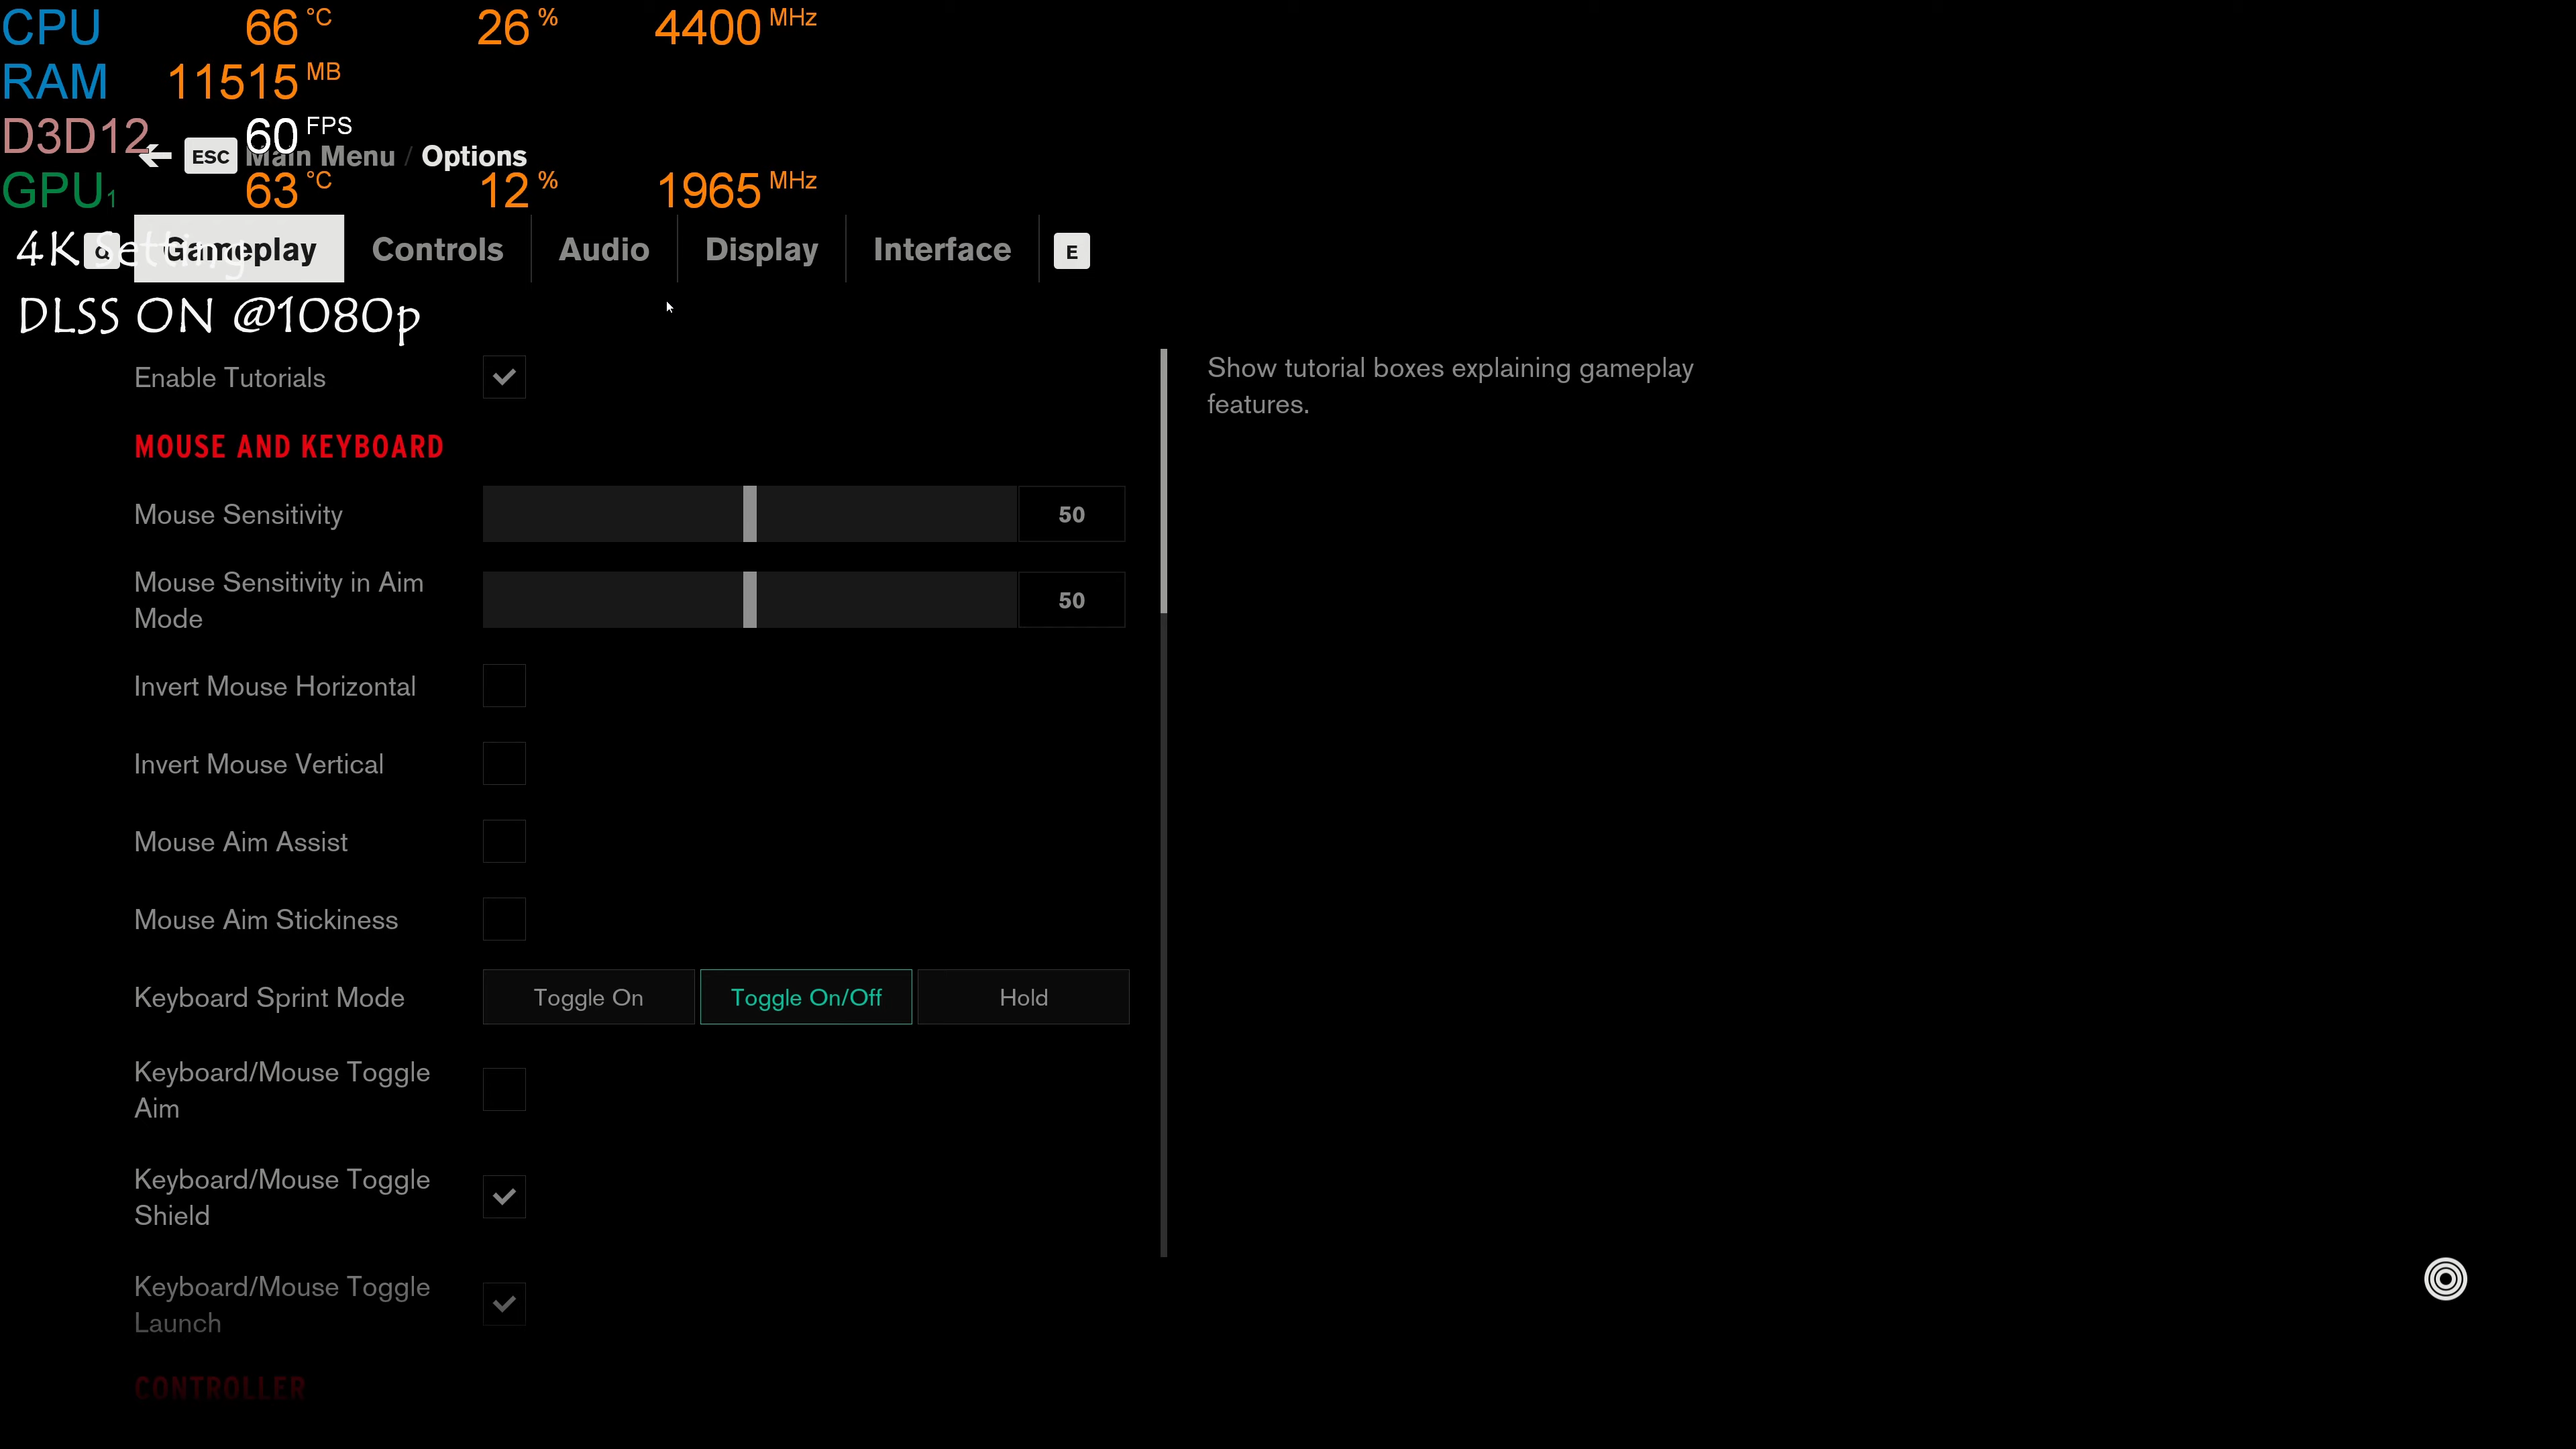 CPU 66 °C 26 % 4400 MHz
RAM 11515 MB
D3D12 60 FPS
ESC Main Menu / Options
GPU1 63 °C 12 % 1965 MHz
4K Setting
Q Gameplay Controls Audio Display Interface E
DLSS ON @1080p
Enable Tutorials
Show tutorial boxes explaining gameplay
features.
MOUSE AND KEYBOARD
Mouse Sensitivity 50
Mouse Sensitivity in Aim
Mode
50
Invert Mouse Horizontal
Invert Mouse Vertical
Mouse Aim Assist
Mouse Aim Stickiness
Keyboard Sprint Mode Toggle On Toggle On/Off Hold
Keyboard/Mouse Toggle
Aim
Keyboard/Mouse Toggle
Shield
Keyboard/Mouse Toggle
Launch
CONTROLLER